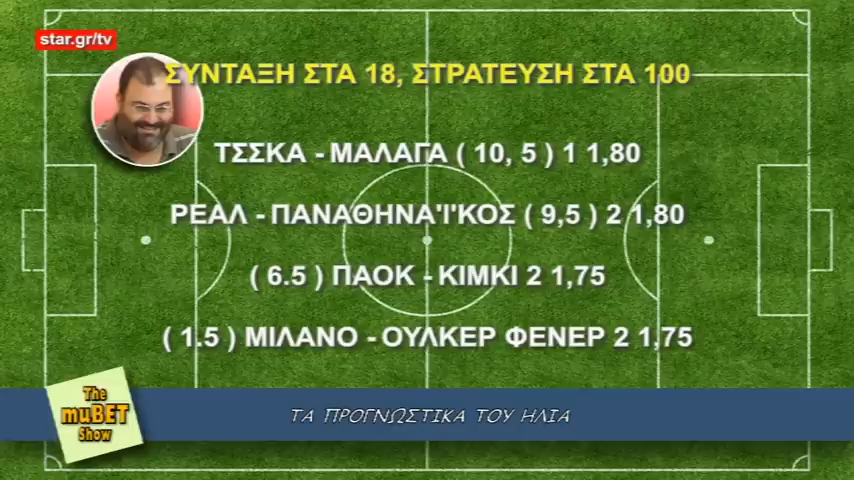 star.gr/tv
ΣΥΝΤΑΞΗ ΣΤΑ 18, ΣΤΡΑΤΕΥΣΗ ΣΤΑ 100
ΤΣΣΚΑ - ΜΑΛΑΓΑ ( 10, 5 ) 1 1,80
ΡΕΑΛ - ΠΑΝΑΘΗΝΑ'Ι'ΚΟΣ ( 9,5 ) 2 1,80
( 6.5 ) ΠΑΟΚ - ΚΙΜΚΙ 2 1,75
( 1.5 ) ΜΙΛΑΝΟ - ΟΥΛΚΕΡ ΦΕΝΕΡ 2 1,75
The
muBET
Show
ΤΑ ΠΡΟΓΝΩΣΤΙΚΑ ΤΟΥ ΗΛΙΑ